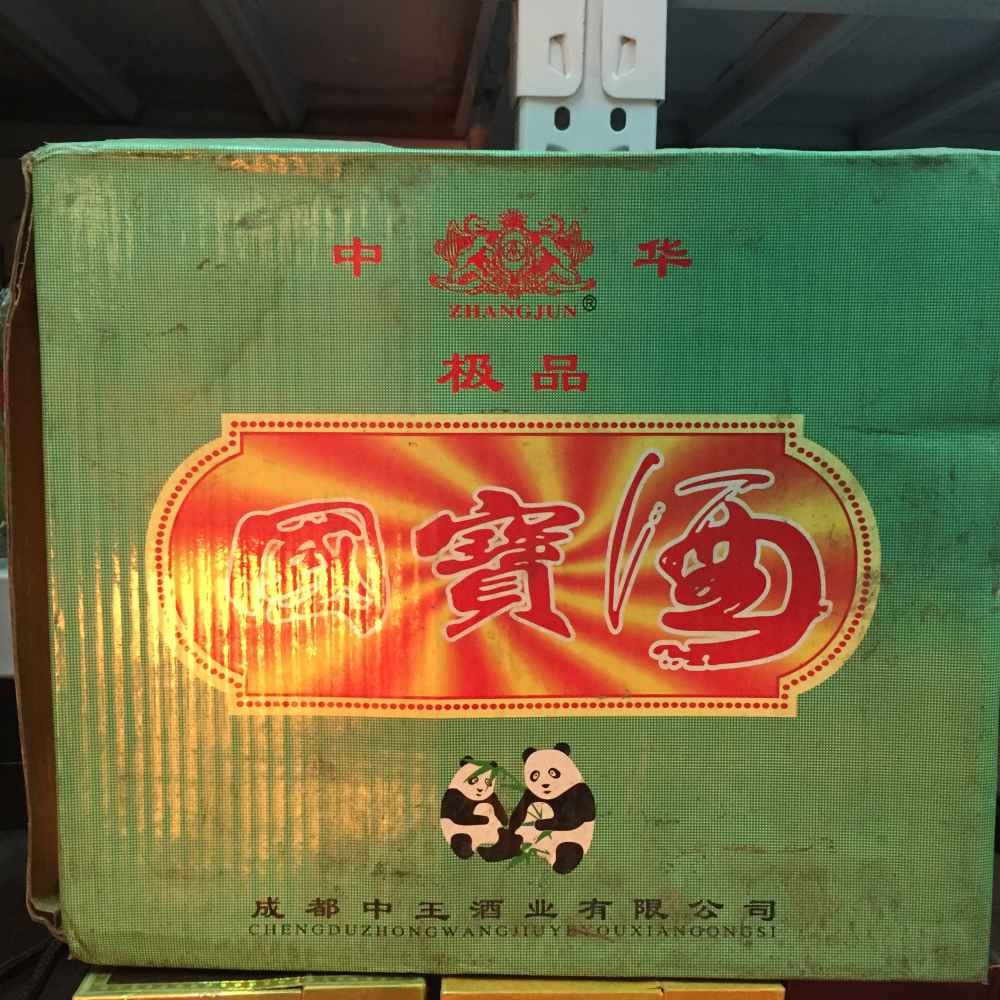 中 华
ZHANGJUN®
极品
國寶酒
成都中王酒业有限公司
CHENGDUZHONGWANGJIUYEYOUXIANGONGSI